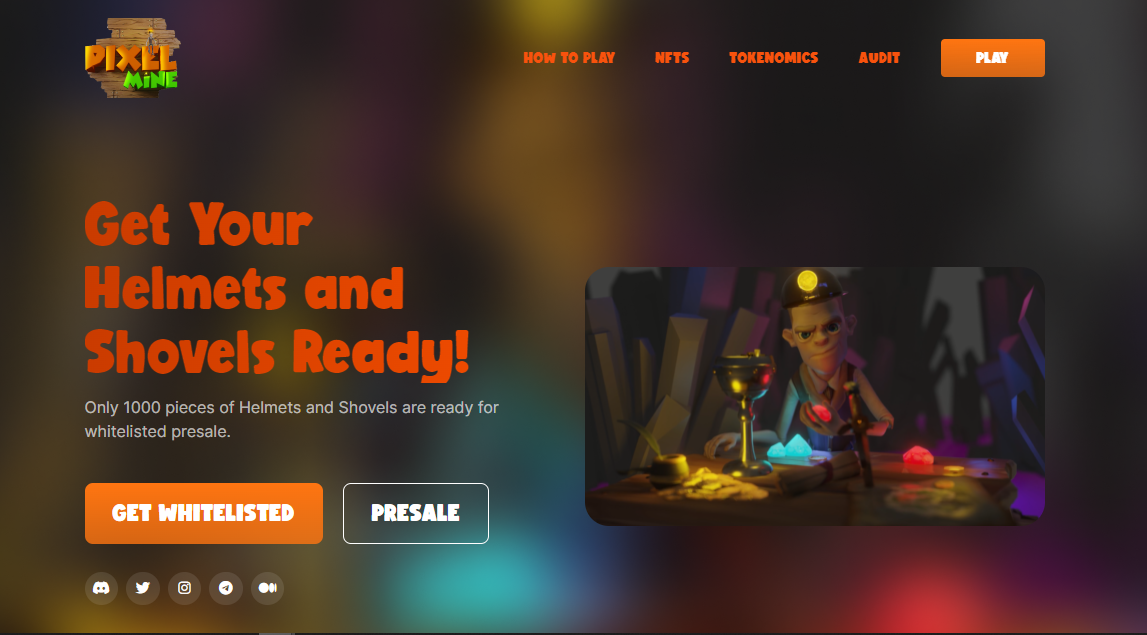 PIXEL
MINE
HOW TO PLAY
NFTS
TOKENOMICS
AUDIT
PLAY
Get Your
Helmets and
Shovels Ready!
Only 1000 pieces of Helmets and Shovels are ready for
whitelisted presale.
GET WHITELISTED
PRESALE